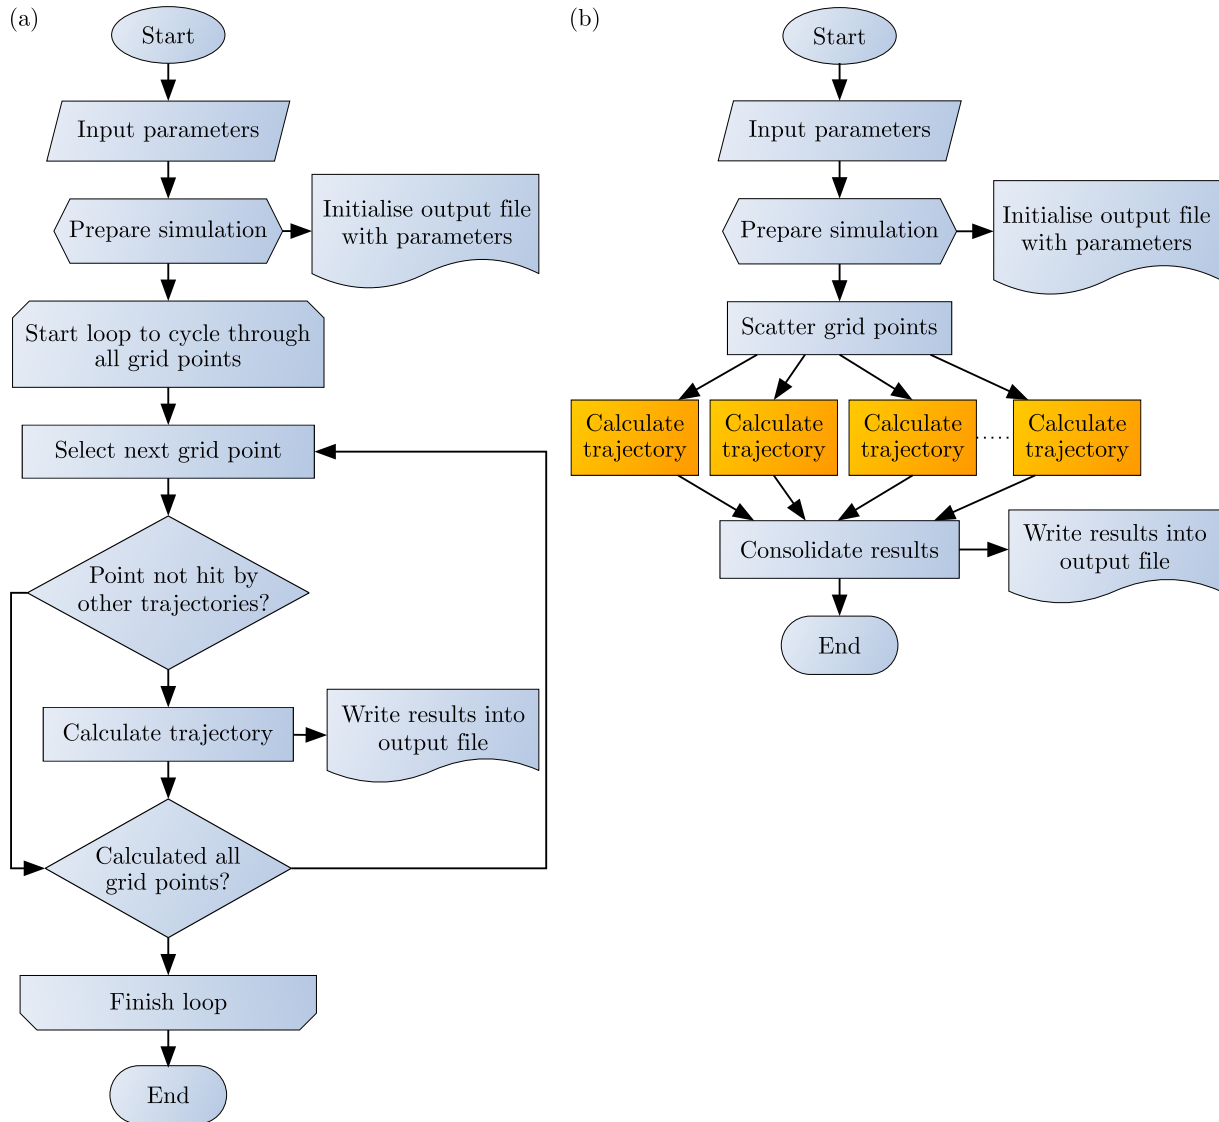 (a)
Start
Input parameters
Prepare simulation
Initialise output file
with parameters
Start loop to cycle through
all grid points
Select next grid point
Point not hit by
other trajectories?
Calculate trajectory
Write results into
output file
Calculated all
grid points?
Finish loop
End
(b)
Start
Input parameters
Prepare simulation
Initialise output file
with parameters
Scatter grid points
Calculate
trajectory
Calculate
trajectory
Calculate
trajectory
Calculate
trajectory
Consolidate results
Write results into
output file
End